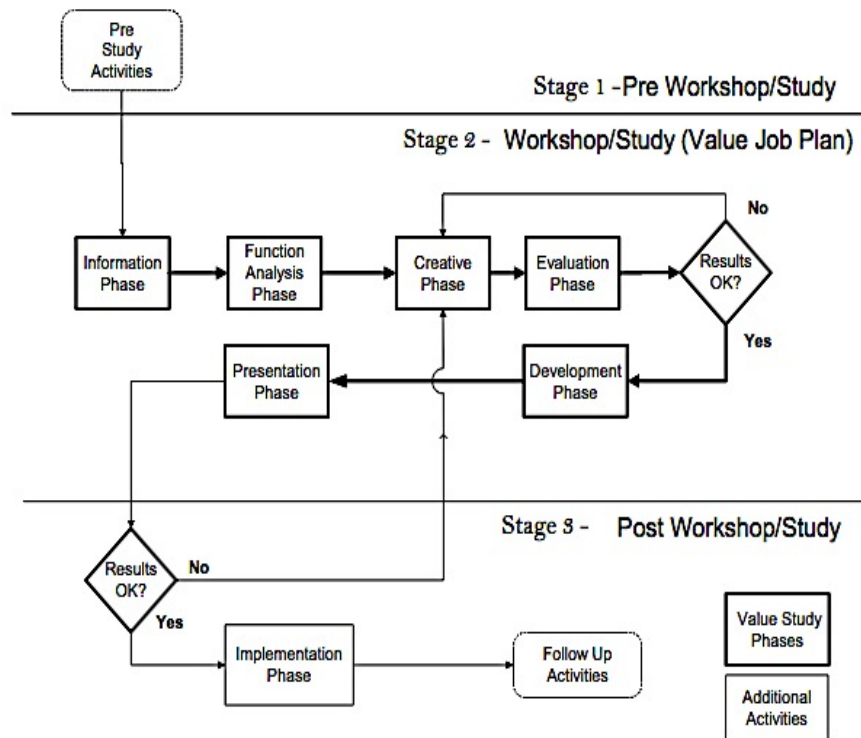 Pre
Study
Activities
Stage 1 -Pre Workshop/Study
Stage 2 - Workshop/Study (Value Job Plan)
No
Information
Phase
Function
Analysis
Phase
Creative
Phase
Evaluation
Phase
Results
OK?
Yes
Presentation
Phase
Development
Phase
Stage 3 - Post Workshop/Study
Results
OK?
No
Yes
Implementation
Phase
Follow Up
Activities
Value Study
Phases
Additional
Activities